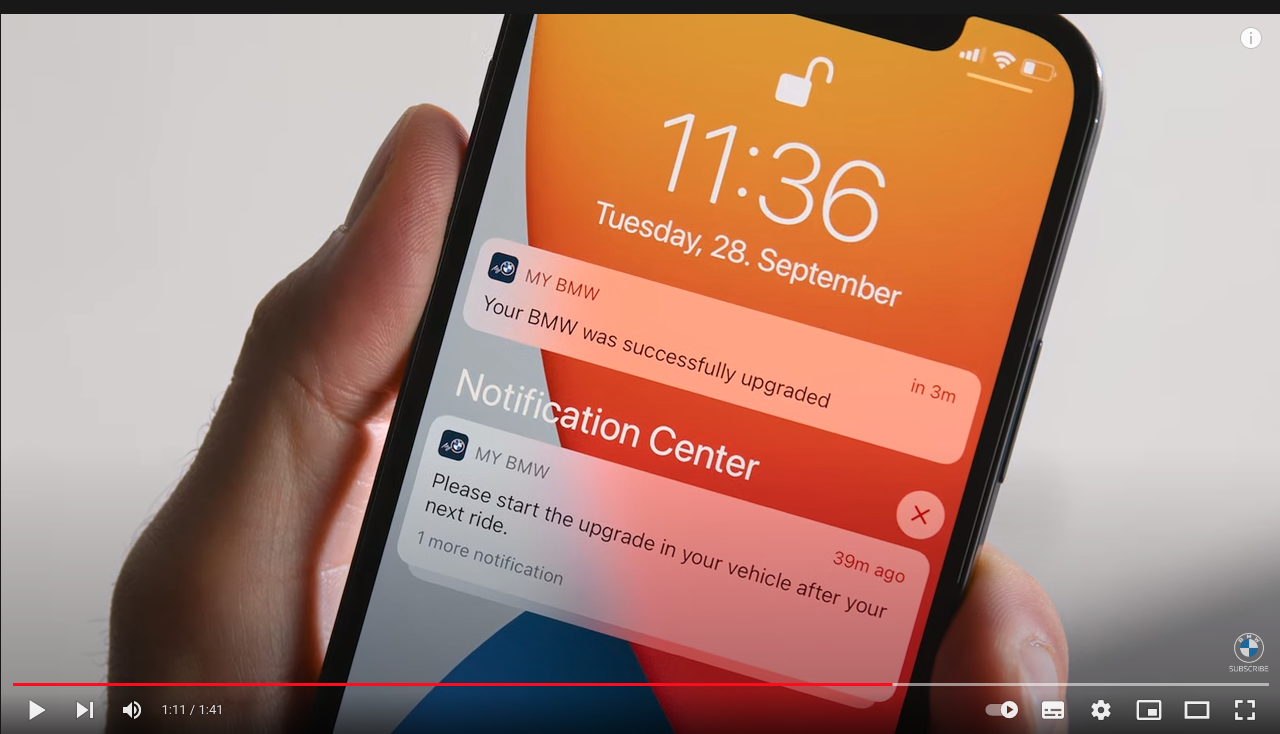 11:36
Tuesday, 28. September
MY BMW
in 3m
Your BMW was successfully upgraded
Notification Center
MY BMW
39m ago
Please start the upgrade in your vehicle after your
next ride.
1 more notification
BMW
SUBSCRIBE
1:11 / 1:41